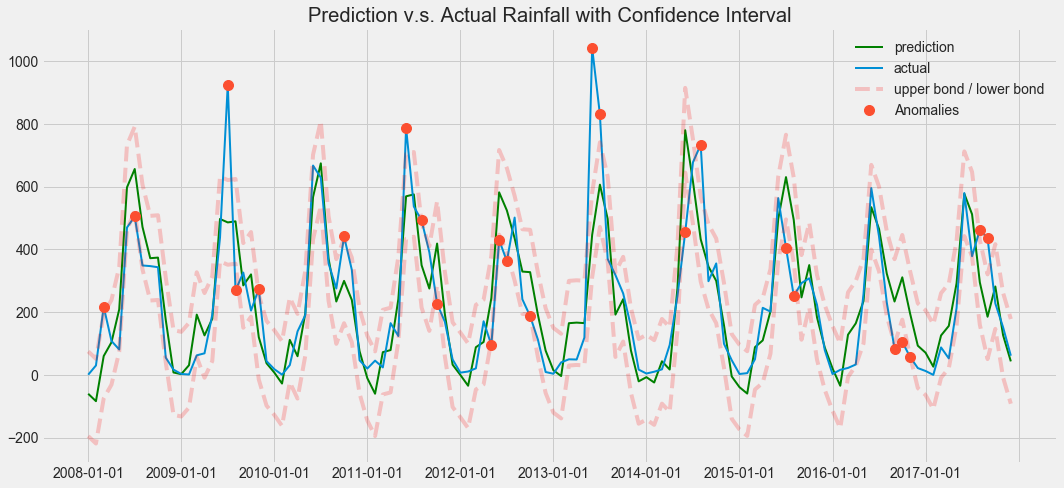 Prediction v.s. Actual Rainfall with Confidence Interval
prediction
actual
upper bond / lower bond
Anomalies
1000
800
600
400
200
0
−200
2008-01-01 2009-01-01 2010-01-01 2011-01-01 2012-01-01 2013-01-01 2014-01-01 2015-01-01 2016-01-01 2017-01-01